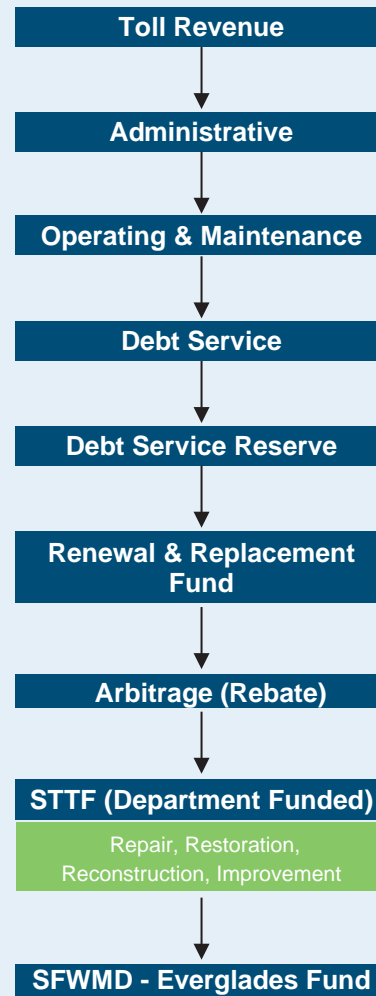 Toll Revenue
Administrative
Operating & Maintenance
Debt Service
Debt Service Reserve
Renewal & Replacement
Fund
Arbitrage (Rebate)
STTF (Department Funded)
Repair, Restoration,
Reconstruction, Improvement
SFWMD - Everglades Fund